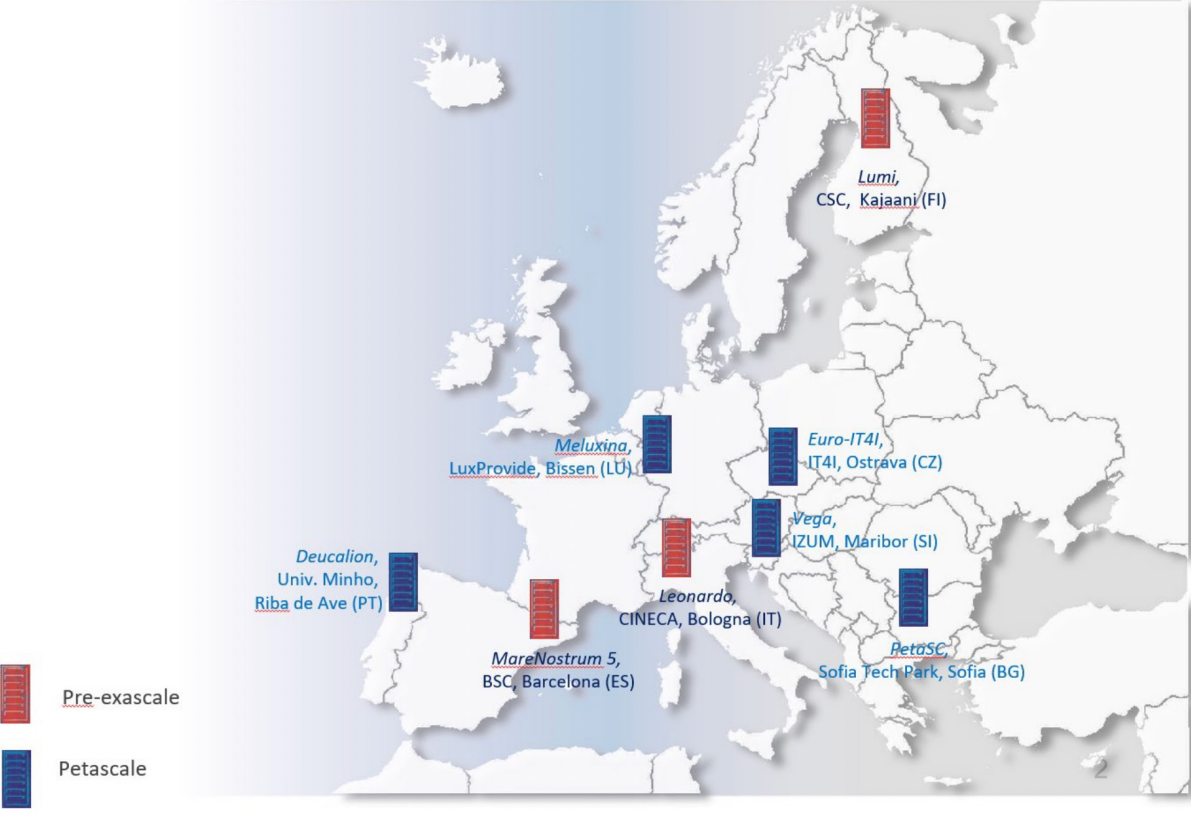 Lumi,
CSC, Kajaani (FI)
Meluxina,
LuxProvide, Bissen (LU)
Euro-IT4I,
IT4I, Ostrava (CZ)
Vega,
IZUM, Maribor (SI)
Deucalion,
Univ. Minho,
Riba de Ave (PT)
Leonardo,
CINECA, Bologna (IT)
MareNostrum 5,
BSC, Barcelona (ES)
PetaSC,
Sofia Tech Park, Sofia (BG)
Pre-exascale
Petascale
2